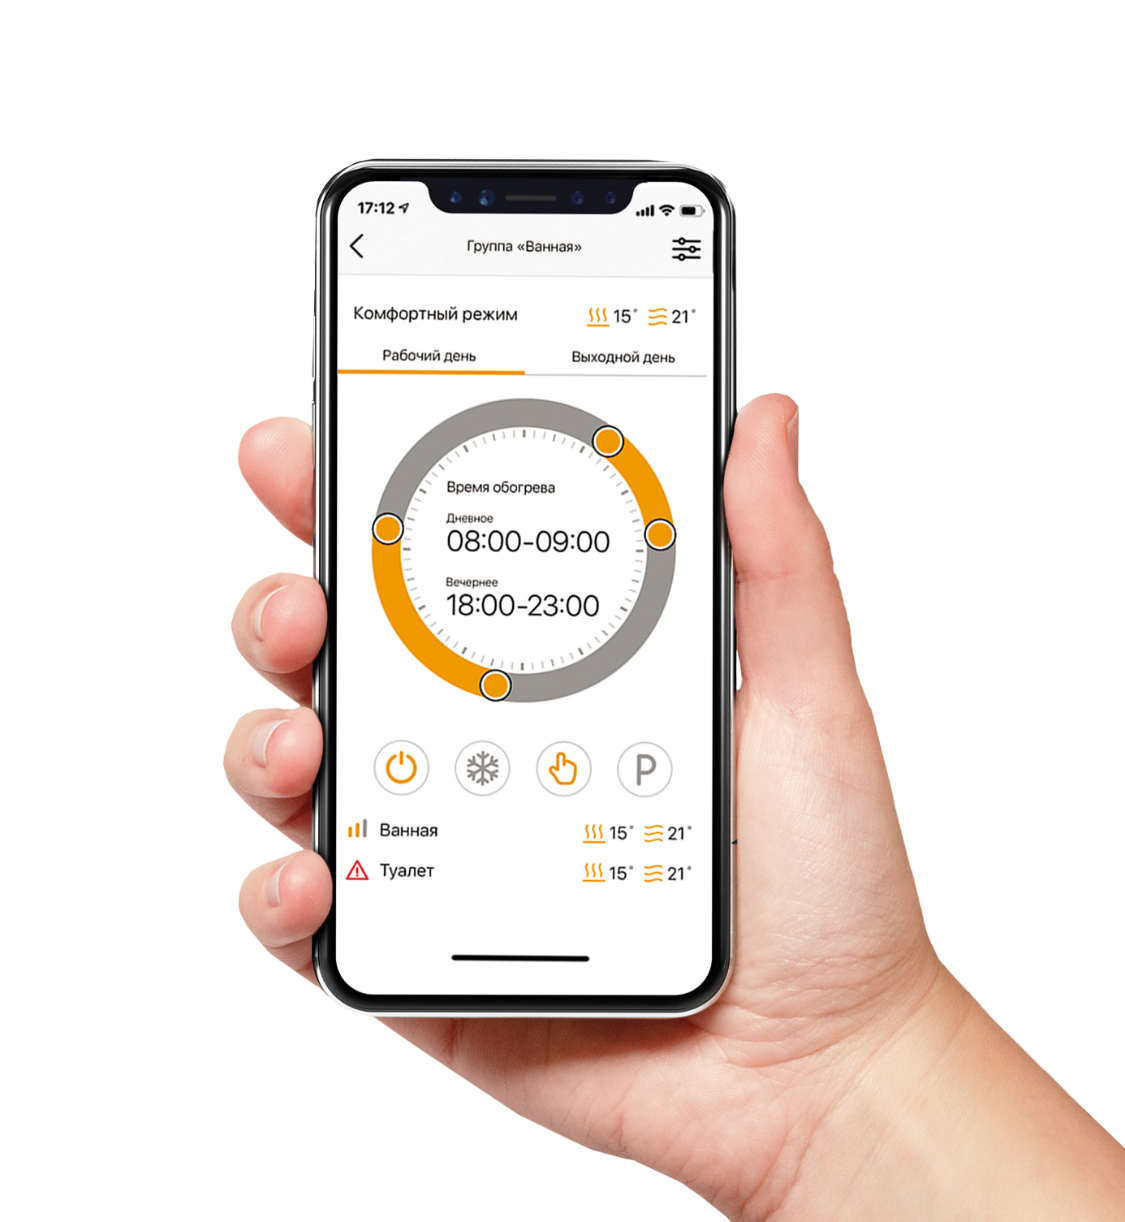 17:12
Группа «Ванная»
Комфортный режим 15° 21°
Рабочий день Выходной день
Время обогрева
Дневное
08:00-09:00
Вечернее
18:00-23:00
P
Ванная 15° 21°
Туалет 15° 21°